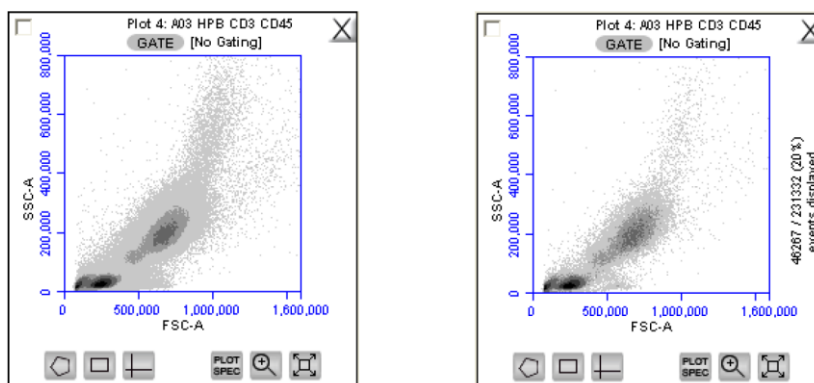 Plot 4: A03 HPB CD3 CD45
GATE [No Gating]
800,000
600,000
400,000
200,000
0
SSC-A
0 500,000 1,000,000 1,600,000
FSC-A
PLOT SPEC
Plot 4: A03 HPB CD3 CD45
GATE [No Gating]
800,000
600,000
400,000
200,000
0
SSC-A
0 500,000 1,000,000 1,600,000
FSC-A
46267 / 231332 (20%)
events displayed
PLOT SPEC